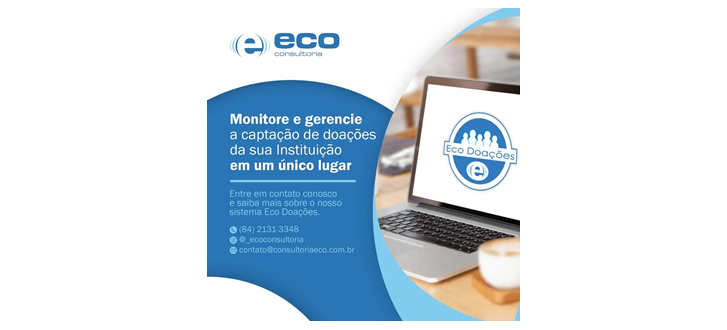 eco
consultoria
Monitore e gerencie
a captação de doações
da sua Instituição
em um único lugar
Entre em contato conosco
e saiba mais sobre o nosso
sistema Eco Doações.
(84) 2131-3348
@_ecoconsultoria
contato@consultoriaeco.com.br
Eco Doações
e